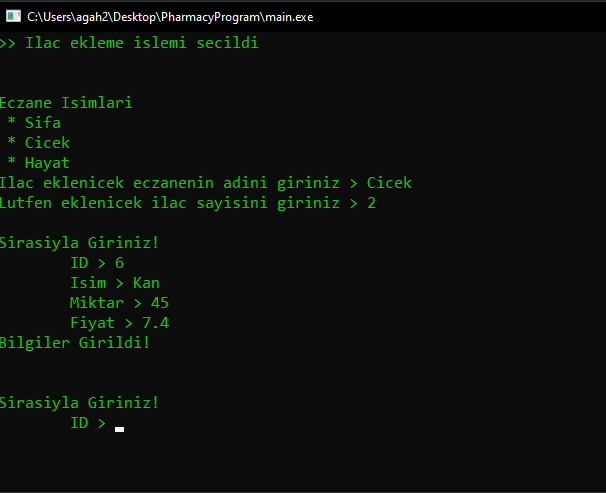 C:\Users\agah2\Desktop\PharmacyProgram\main.exe
>> Ilac ekleme islemi secildi
Eczane Isimlari
* Sifa
* Cicek
* Hayat
Ilac eklenicek eczanenin adini giriniz > Cicek
Lutfen eklenicek ilac sayisini giriniz > 2
Sirasiyla Giriniz!
ID > 6
Isim > Kan
Miktar > 45
Fiyat > 7.4
Bilgiler Girildi!
Sirasiyla Giriniz!
ID >